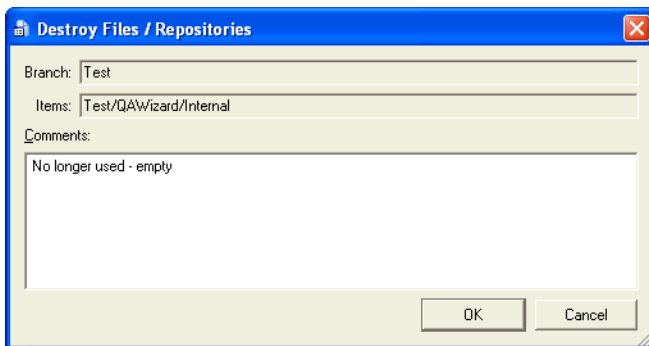 Destroy Files / Repositories
Branch: Test
Items: Test/QAWizard/Internal
Comments:
No longer used - empty
OK Cancel